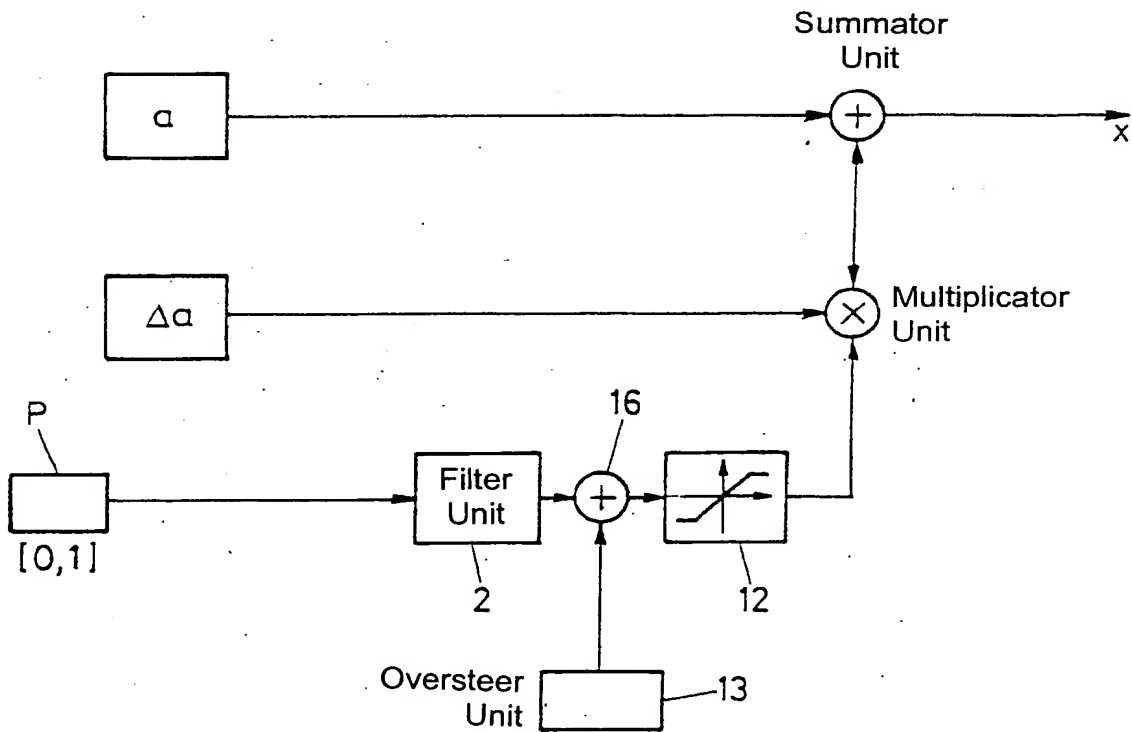 Summator
Unit
a
+
x
Δa
×
Multiplicator
Unit
P
16
Filter
Unit
+
[0,1]
2
12
Oversteer
Unit
13